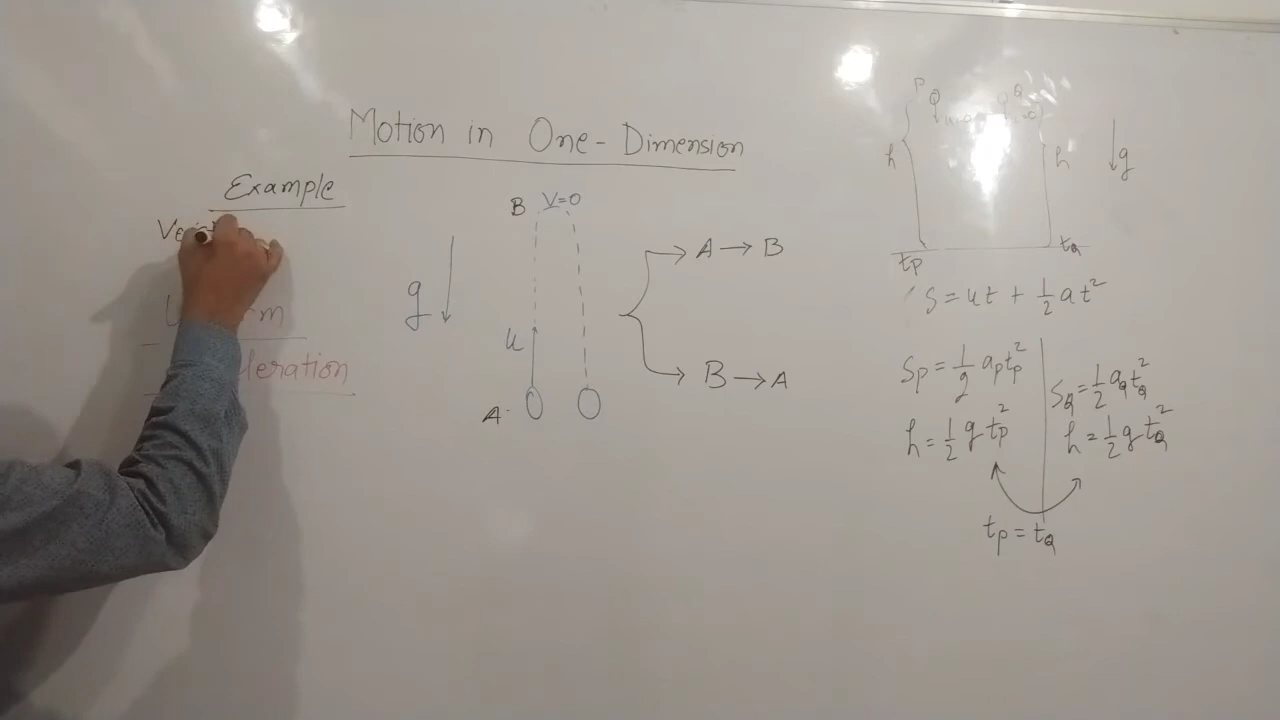 Motion in One-Dimension
Example
g
B V=0
u
A
A → B
B → A
P
Q
h
h
g
tp
tQ
S = ut + 1/2 at²
Sp = 1/2 ap tp²
h = 1/2 g tp²
SQ = 1/2 aQ tQ²
h = 1/2 g tQ²
tp = tQ